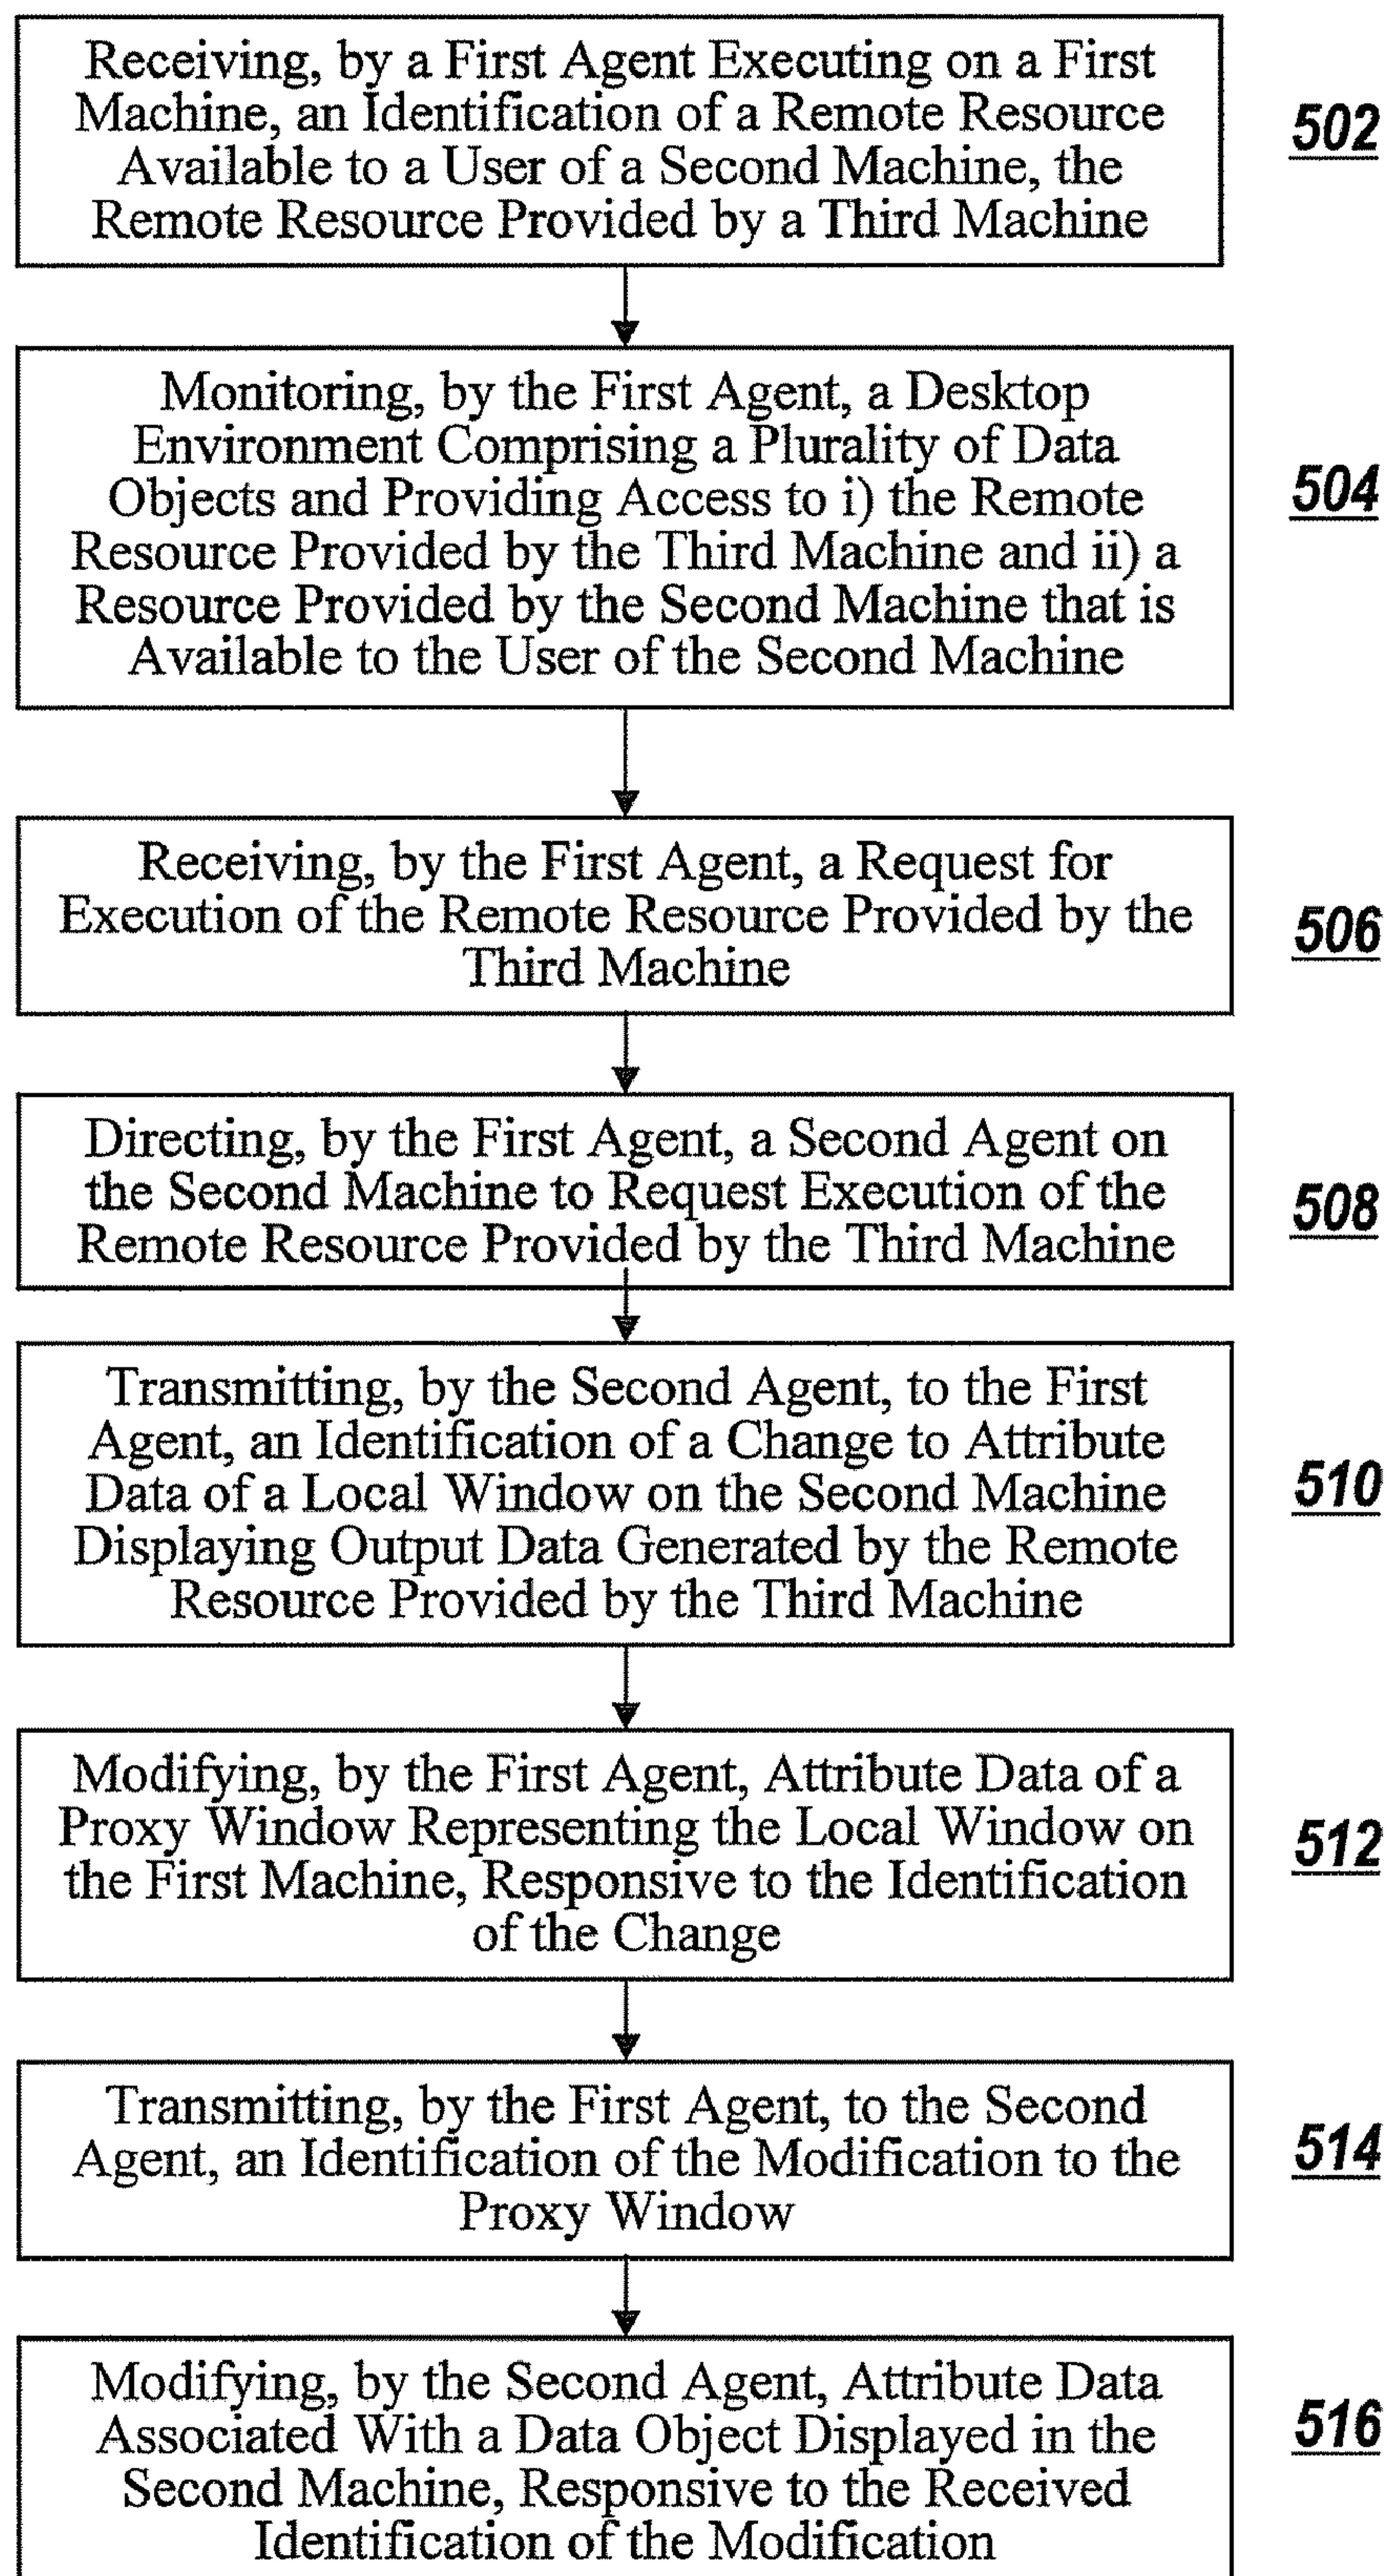 Receiving, by a First Agent Executing on a First
Machine, an Identification of a Remote Resource
Available to a User of a Second Machine, the
Remote Resource Provided by a Third Machine
502
Monitoring, by the First Agent, a Desktop
Environment Comprising a Plurality of Data
Objects and Providing Access to i) the Remote
Resource Provided by the Third Machine and ii) a
Resource Provided by the Second Machine that is
Available to the User of the Second Machine
504
Receiving, by the First Agent, a Request for
Execution of the Remote Resource Provided by the
Third Machine
506
Directing, by the First Agent, a Second Agent on
the Second Machine to Request Execution of the
Remote Resource Provided by the Third Machine
508
Transmitting, by the Second Agent, to the First
Agent, an Identification of a Change to Attribute
Data of a Local Window on the Second Machine
Displaying Output Data Generated by the Remote
Resource Provided by the Third Machine
510
Modifying, by the First Agent, Attribute Data of a
Proxy Window Representing the Local Window on
the First Machine, Responsive to the Identification
of the Change
512
Transmitting, by the First Agent, to the Second
Agent, an Identification of the Modification to the
Proxy Window
514
Modifying, by the Second Agent, Attribute Data
Associated With a Data Object Displayed in the
Second Machine, Responsive to the Received
Identification of the Modification
516